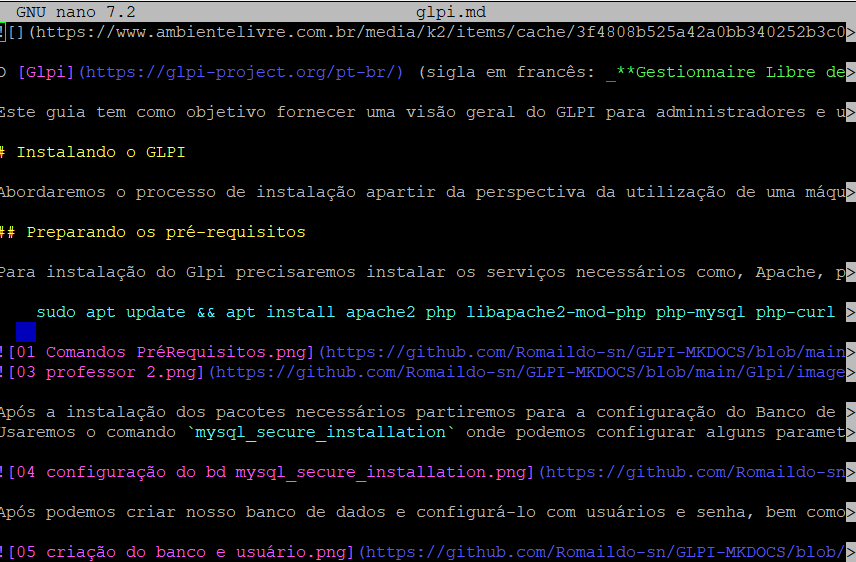 GNU nano 7.2 glpi.md
![](https://www.ambientelivre.com.br/media/k2/items/cache/3f4808b525a42a0bb340252b3c0>
O [Glpi](https://glpi-project.org/pt-br/) (sigla em francês: _**Gestionnaire Libre de>
Este guia tem como objetivo fornecer uma visão geral do GLPI para administradores e u>
# Instalando o GLPI
Abordaremos o processo de instalação apartir da perspectiva da utilização de uma máqu>
## Preparando os pré-requisitos
Para instalação do Glpi precisaremos instalar os serviços necessários como, Apache, p>
sudo apt update && apt install apache2 php libapache2-mod-php php-mysql php-curl >
![01 Comandos PréRequisitos.png](https://github.com/Romaildo-sn/GLPI-MKDOCS/blob/main>
![03 professor 2.png](https://github.com/Romaildo-sn/GLPI-MKDOCS/blob/main/Glpi/image>
Após a instalação dos pacotes necessários partiremos para a configuração do Banco de >
Usaremos o comando `mysql_secure_installation` onde podemos configurar alguns paramet>
![04 configuração do bd mysql_secure_installation.png](https://github.com/Romaildo-sn>
Após podemos criar nosso banco de dados e configurá-lo com usuários e senha, bem como>
![05 criação do banco e usuário.png](https://github.com/Romaildo-sn/GLPI-MKDOCS/blob/>